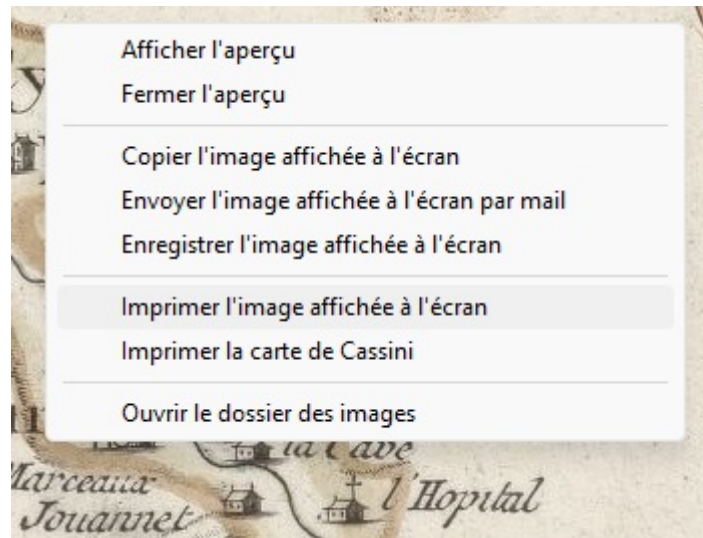 Afficher l'aperçu
Fermer l'aperçu
Copier l'image affichée à l'écran
Envoyer l'image affichée à l'écran par mail
Enregistrer l'image affichée à l'écran
Imprimer l'image affichée à l'écran
Imprimer la carte de Cassini
Ouvrir le dossier des images
la Cave
Marceaux
l'Hopital
Jouannet